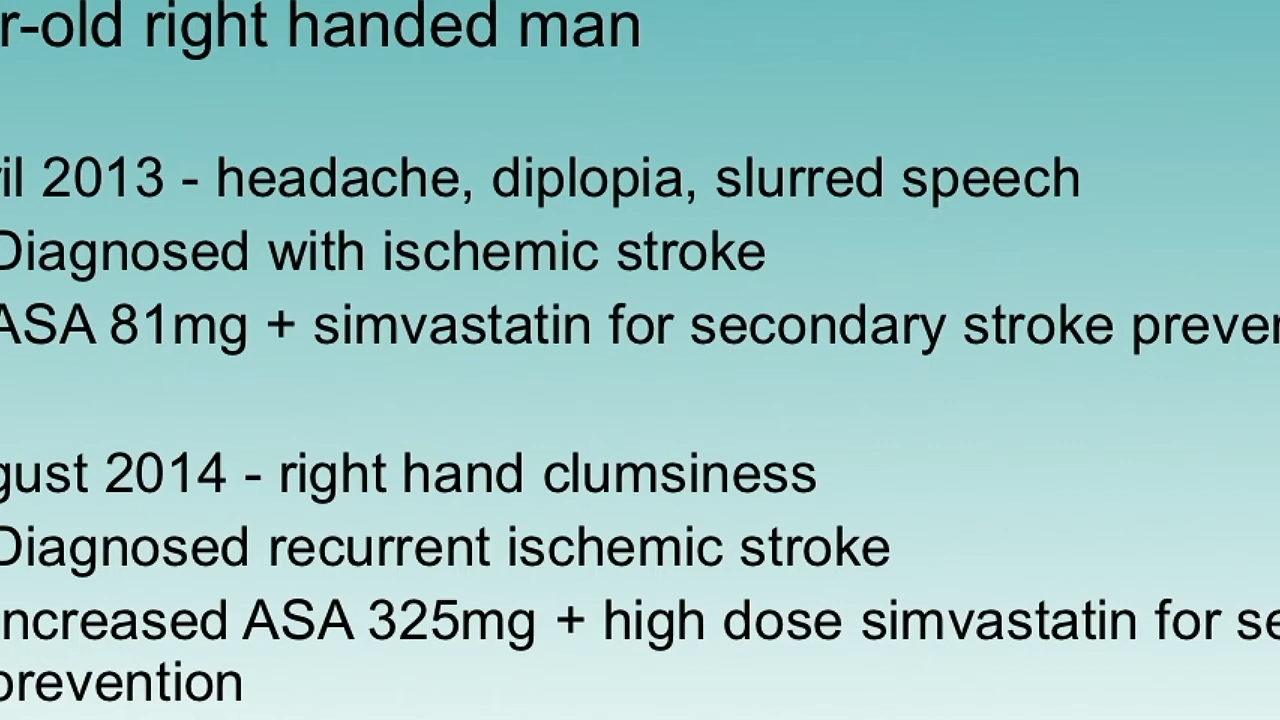 r-old right handed man
ril 2013 - headache, diplopia, slurred speech
Diagnosed with ischemic stroke
ASA 81mg + simvastatin for secondary stroke preven
gust 2014 - right hand clumsiness
Diagnosed recurrent ischemic stroke
ncreased ASA 325mg + high dose simvastatin for se
prevention